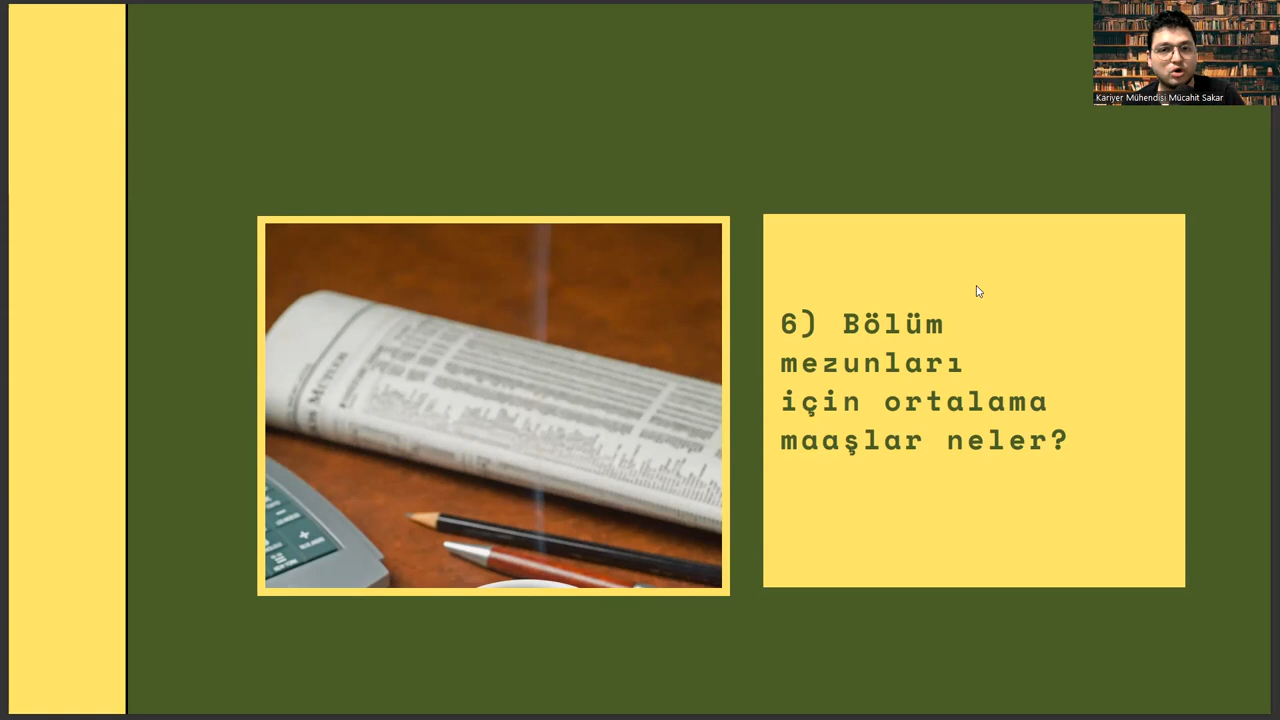 Kariyer Mühendisi Mücahit Sakar
6) Bölüm
mezunları
için ortalama
maaşlar neler?